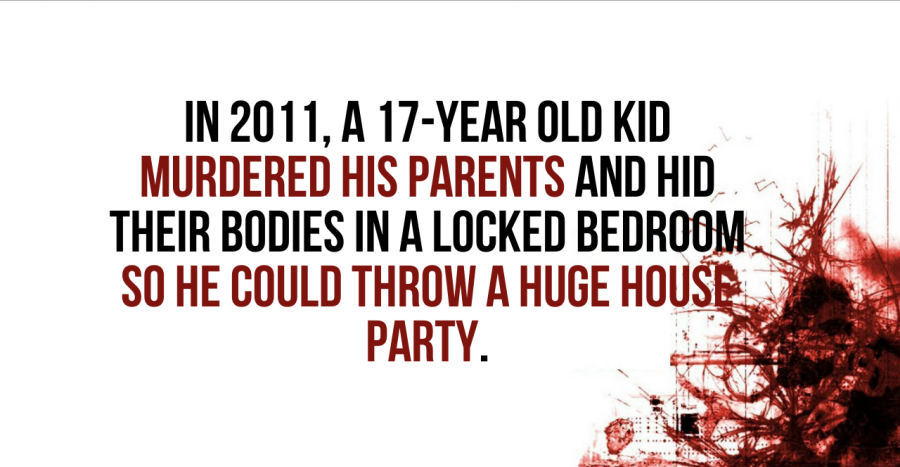 IN 2011, A 17-YEAR OLD KID
MURDERED HIS PARENTS AND HID
THEIR BODIES IN A LOCKED BEDROOM
SO HE COULD THROW A HUGE HOUSE
PARTY.